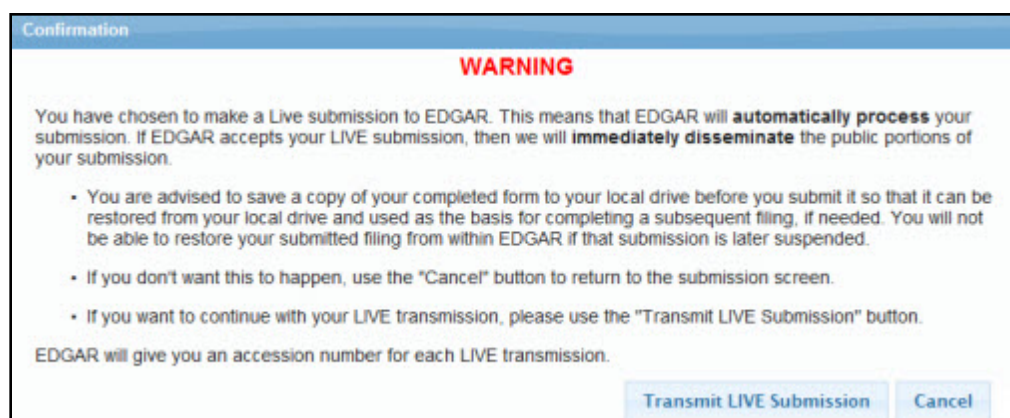 Confirmation
WARNING
You have chosen to make a Live submission to EDGAR. This means that EDGAR will automatically process your
submission. If EDGAR accepts your LIVE submission, then we will immediately disseminate the public portions of
your submission.
• You are advised to save a copy of your completed form to your local drive before you submit it so that it can be
restored from your local drive and used as the basis for completing a subsequent filing, if needed. You will not
be able to restore your submitted filing from within EDGAR if that submission is later suspended.
• If you don't want this to happen, use the "Cancel" button to return to the submission screen.
• If you want to continue with your LIVE transmission, please use the "Transmit LIVE Submission" button.
EDGAR will give you an accession number for each LIVE transmission.
Transmit LIVE Submission Cancel